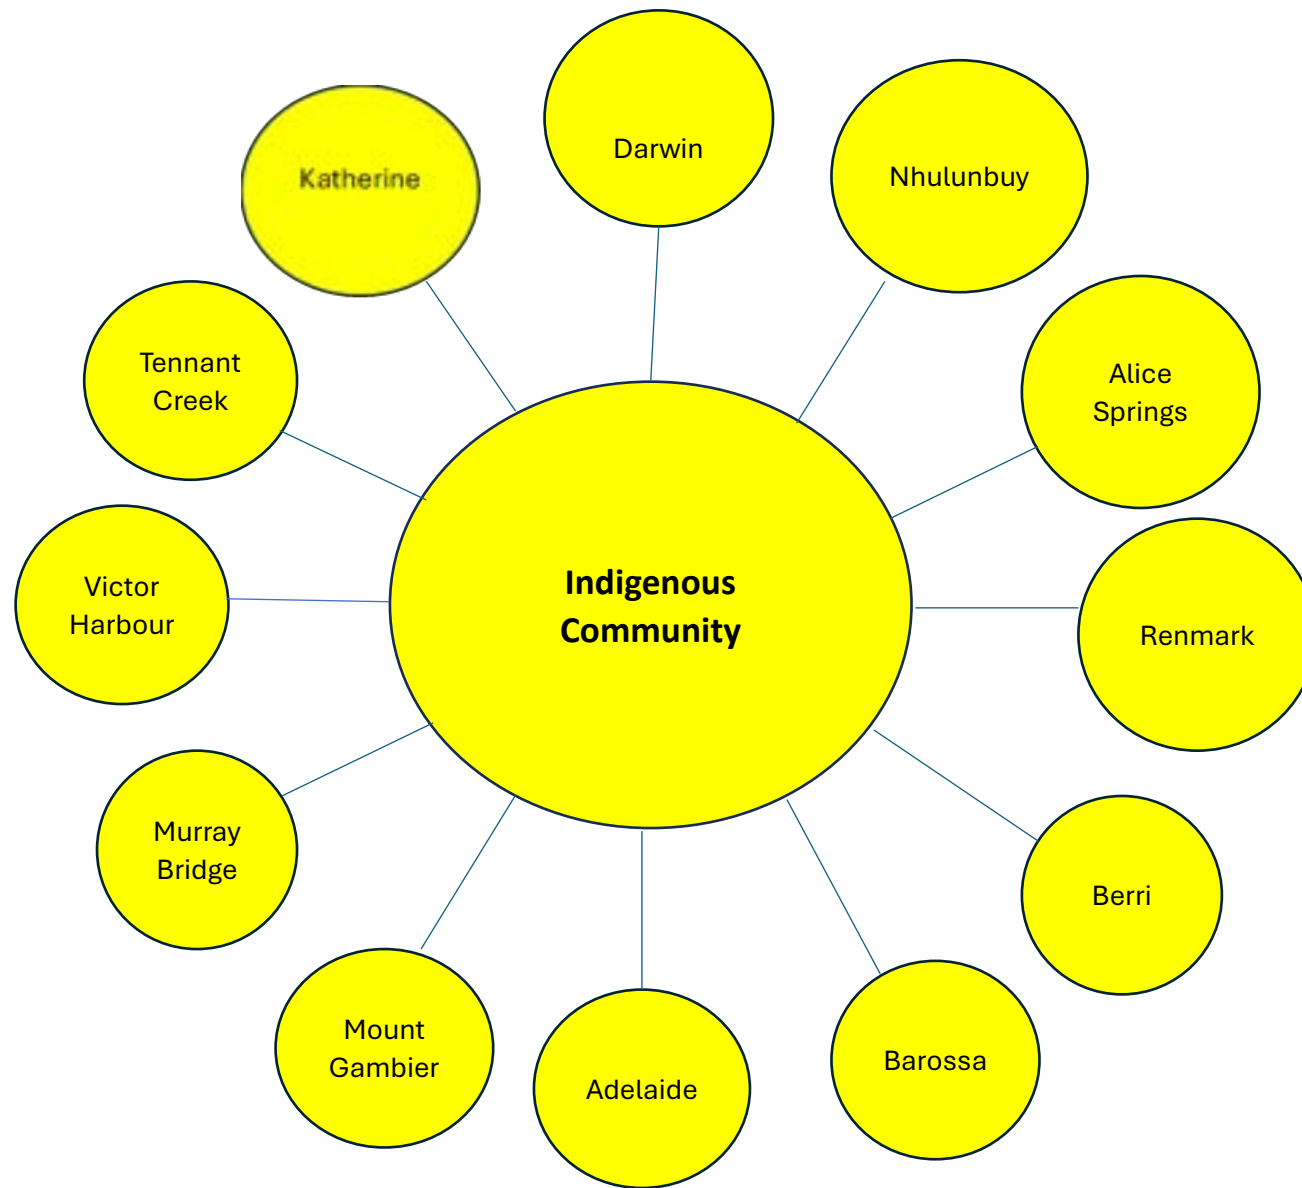 Darwin
Nhulunbuy
Katherine
Tennant
Creek
Alice
Springs
Victor
Harbour
Indigenous
Community
Renmark
Murray
Bridge
Berri
Mount
Gambier
Adelaide
Barossa